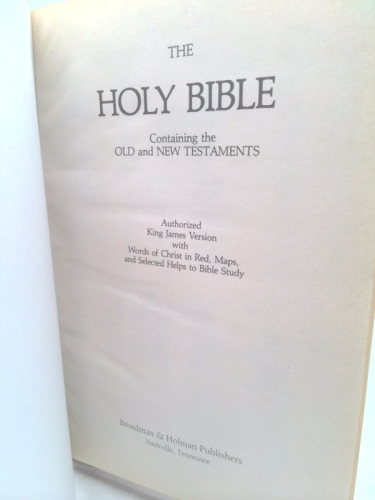 THE
HOLY BIBLE
Containing the
OLD and NEW TESTAMENTS
Authorized
King James Version
with
Words of Christ in Red, Maps,
and Selected Helps to Bible Study
Broadman & Holman Publishers
Nashville, Tennessee